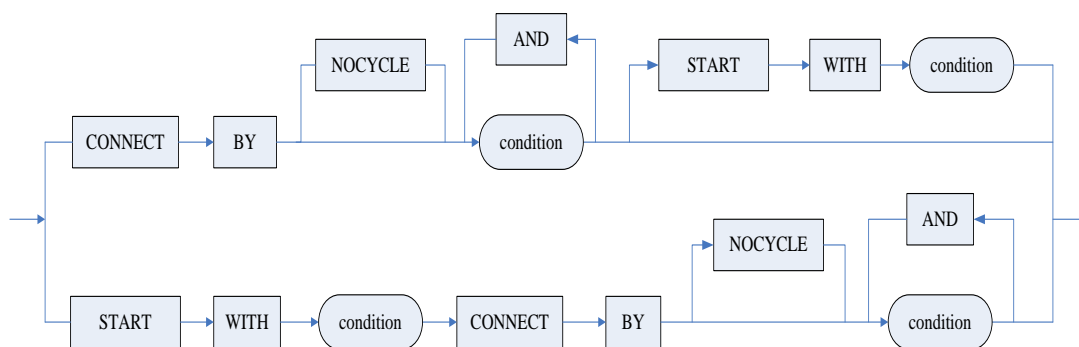 AND
NOCYCLE START WITH condition
CONNECT BY condition
AND
NOCYCLE
START WITH condition CONNECT BY condition